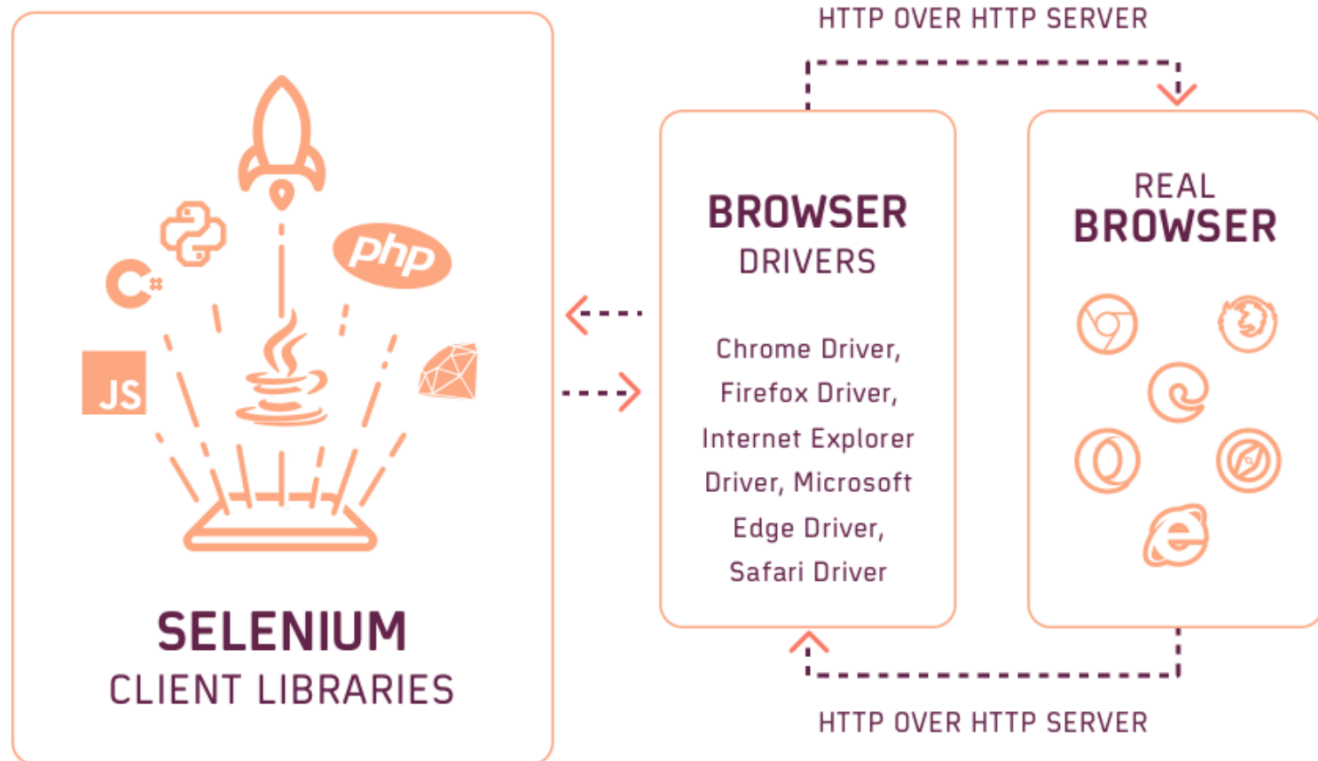 HTTP OVER HTTP SERVER
C#
php
JS
SELENIUM
CLIENT LIBRARIES
BROWSER
DRIVERS
Chrome Driver,
Firefox Driver,
Internet Explorer
Driver, Microsoft
Edge Driver,
Safari Driver
REAL
BROWSER
HTTP OVER HTTP SERVER